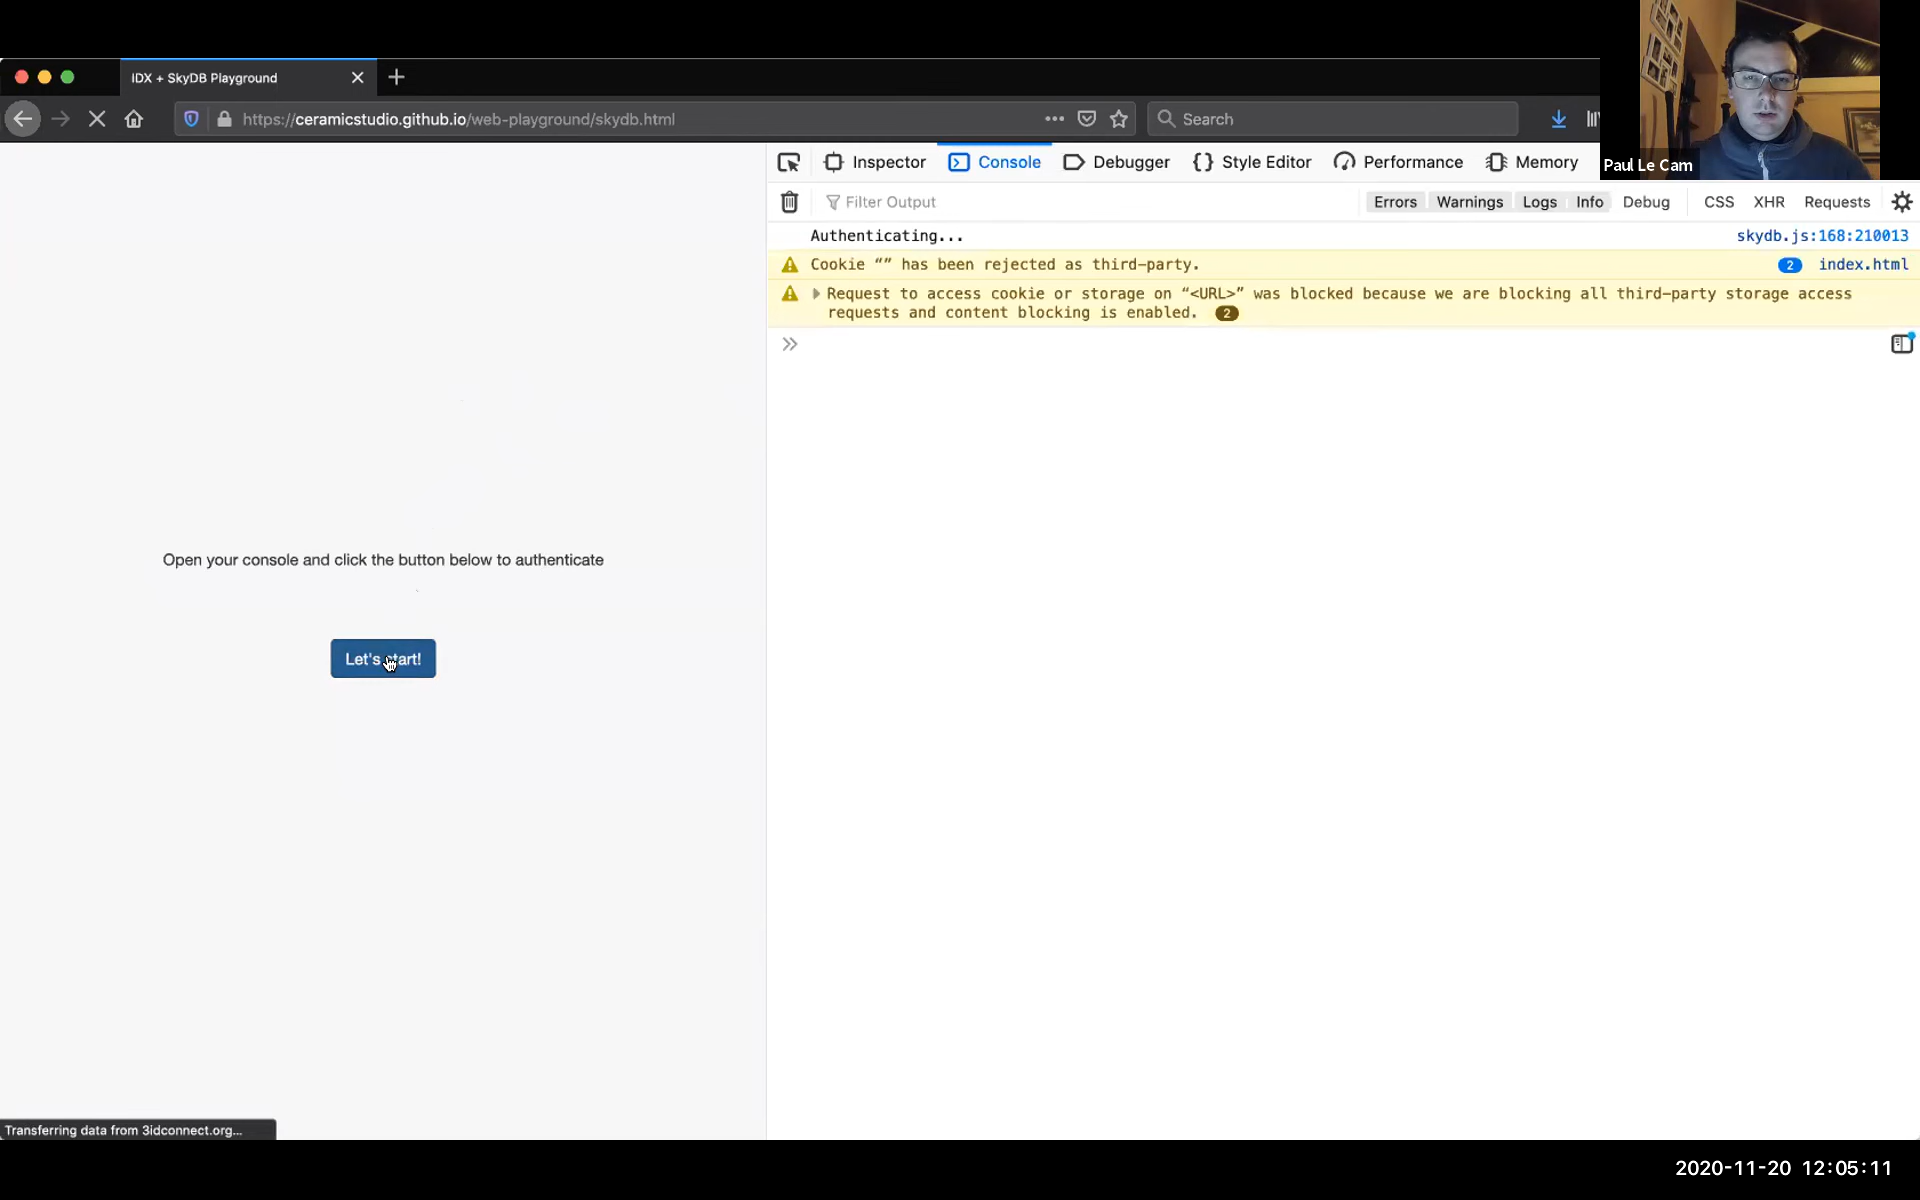 IDX + SkyDB Playground
https://ceramicstudio.github.io/web-playground/skydb.html
Search
Paul Le Cam
Inspector
Console
Debugger
Style Editor
Performance
Memory
Filter Output
Errors
Warnings
Logs
Info
Debug
CSS
XHR
Requests
Authenticating...
skydb.js:168:210013
Cookie “” has been rejected as third-party.
2
index.html
Request to access cookie or storage on “<URL>” was blocked because we are blocking all third-party storage access
requests and content blocking is enabled.
2
Open your console and click the button below to authenticate
Let's start!
Transferring data from 3idconnect.org...
2020-11-20 12:05:11